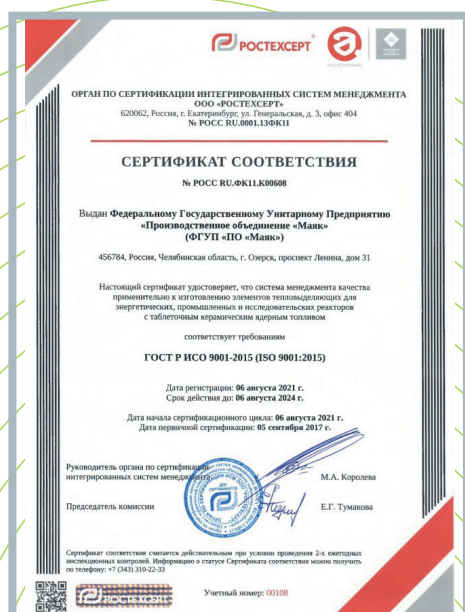 РОСТЕХСЕРТ®
ОРГАН ПО СЕРТИФИКАЦИИ ИНТЕГРИРОВАННЫХ СИСТЕМ МЕНЕДЖМЕНТА
ООО «РОСТЕХСЕРТ»
620062, Россия, г. Екатеринбург, ул. Генеральская, д. 3, офис 404
№ РОСС RU.0001.13ФК11
СЕРТИФИКАТ СООТВЕТСТВИЯ
№ РОСС RU.ФК11.К00608
Выдан Федеральному Государственному Унитарному Предприятию
«Производственное объединение «Маяк»
(ФГУП «ПО «Маяк»)
456784, Россия, Челябинская область, г. Озерск, проспект Ленина, дом 31
Настоящий сертификат удостоверяет, что система менеджмента качества
применительно к изготовлению элементов тепловыделяющих для
энергетических, промышленных и исследовательских реакторов
с таблеточным керамическим ядерным топливом
соответствует требованиям
ГОСТ Р ИСО 9001-2015 (ISO 9001:2015)
Дата регистрации: 06 августа 2021 г.
Срок действия до: 06 августа 2024 г.
Дата начала сертификационного цикла: 06 августа 2021 г.
Дата первичной сертификации: 05 сентября 2017 г.
Руководитель органа по сертификации
интегрированных систем менеджмента
М.А. Королева
ДЛЯ
СЕРТИФИКАТОВ
Председатель комиссии
Е.Г. Тумакова
Сертификат соответствия считается действительным при условии проведения 2-х ежегодных
инспекционных контролей. Информацию о статусе Сертификата соответствия можно получить
по телефону: +7 (343) 310-22-33
РОСТЕХСЕРТ
Учетный номер: 00108